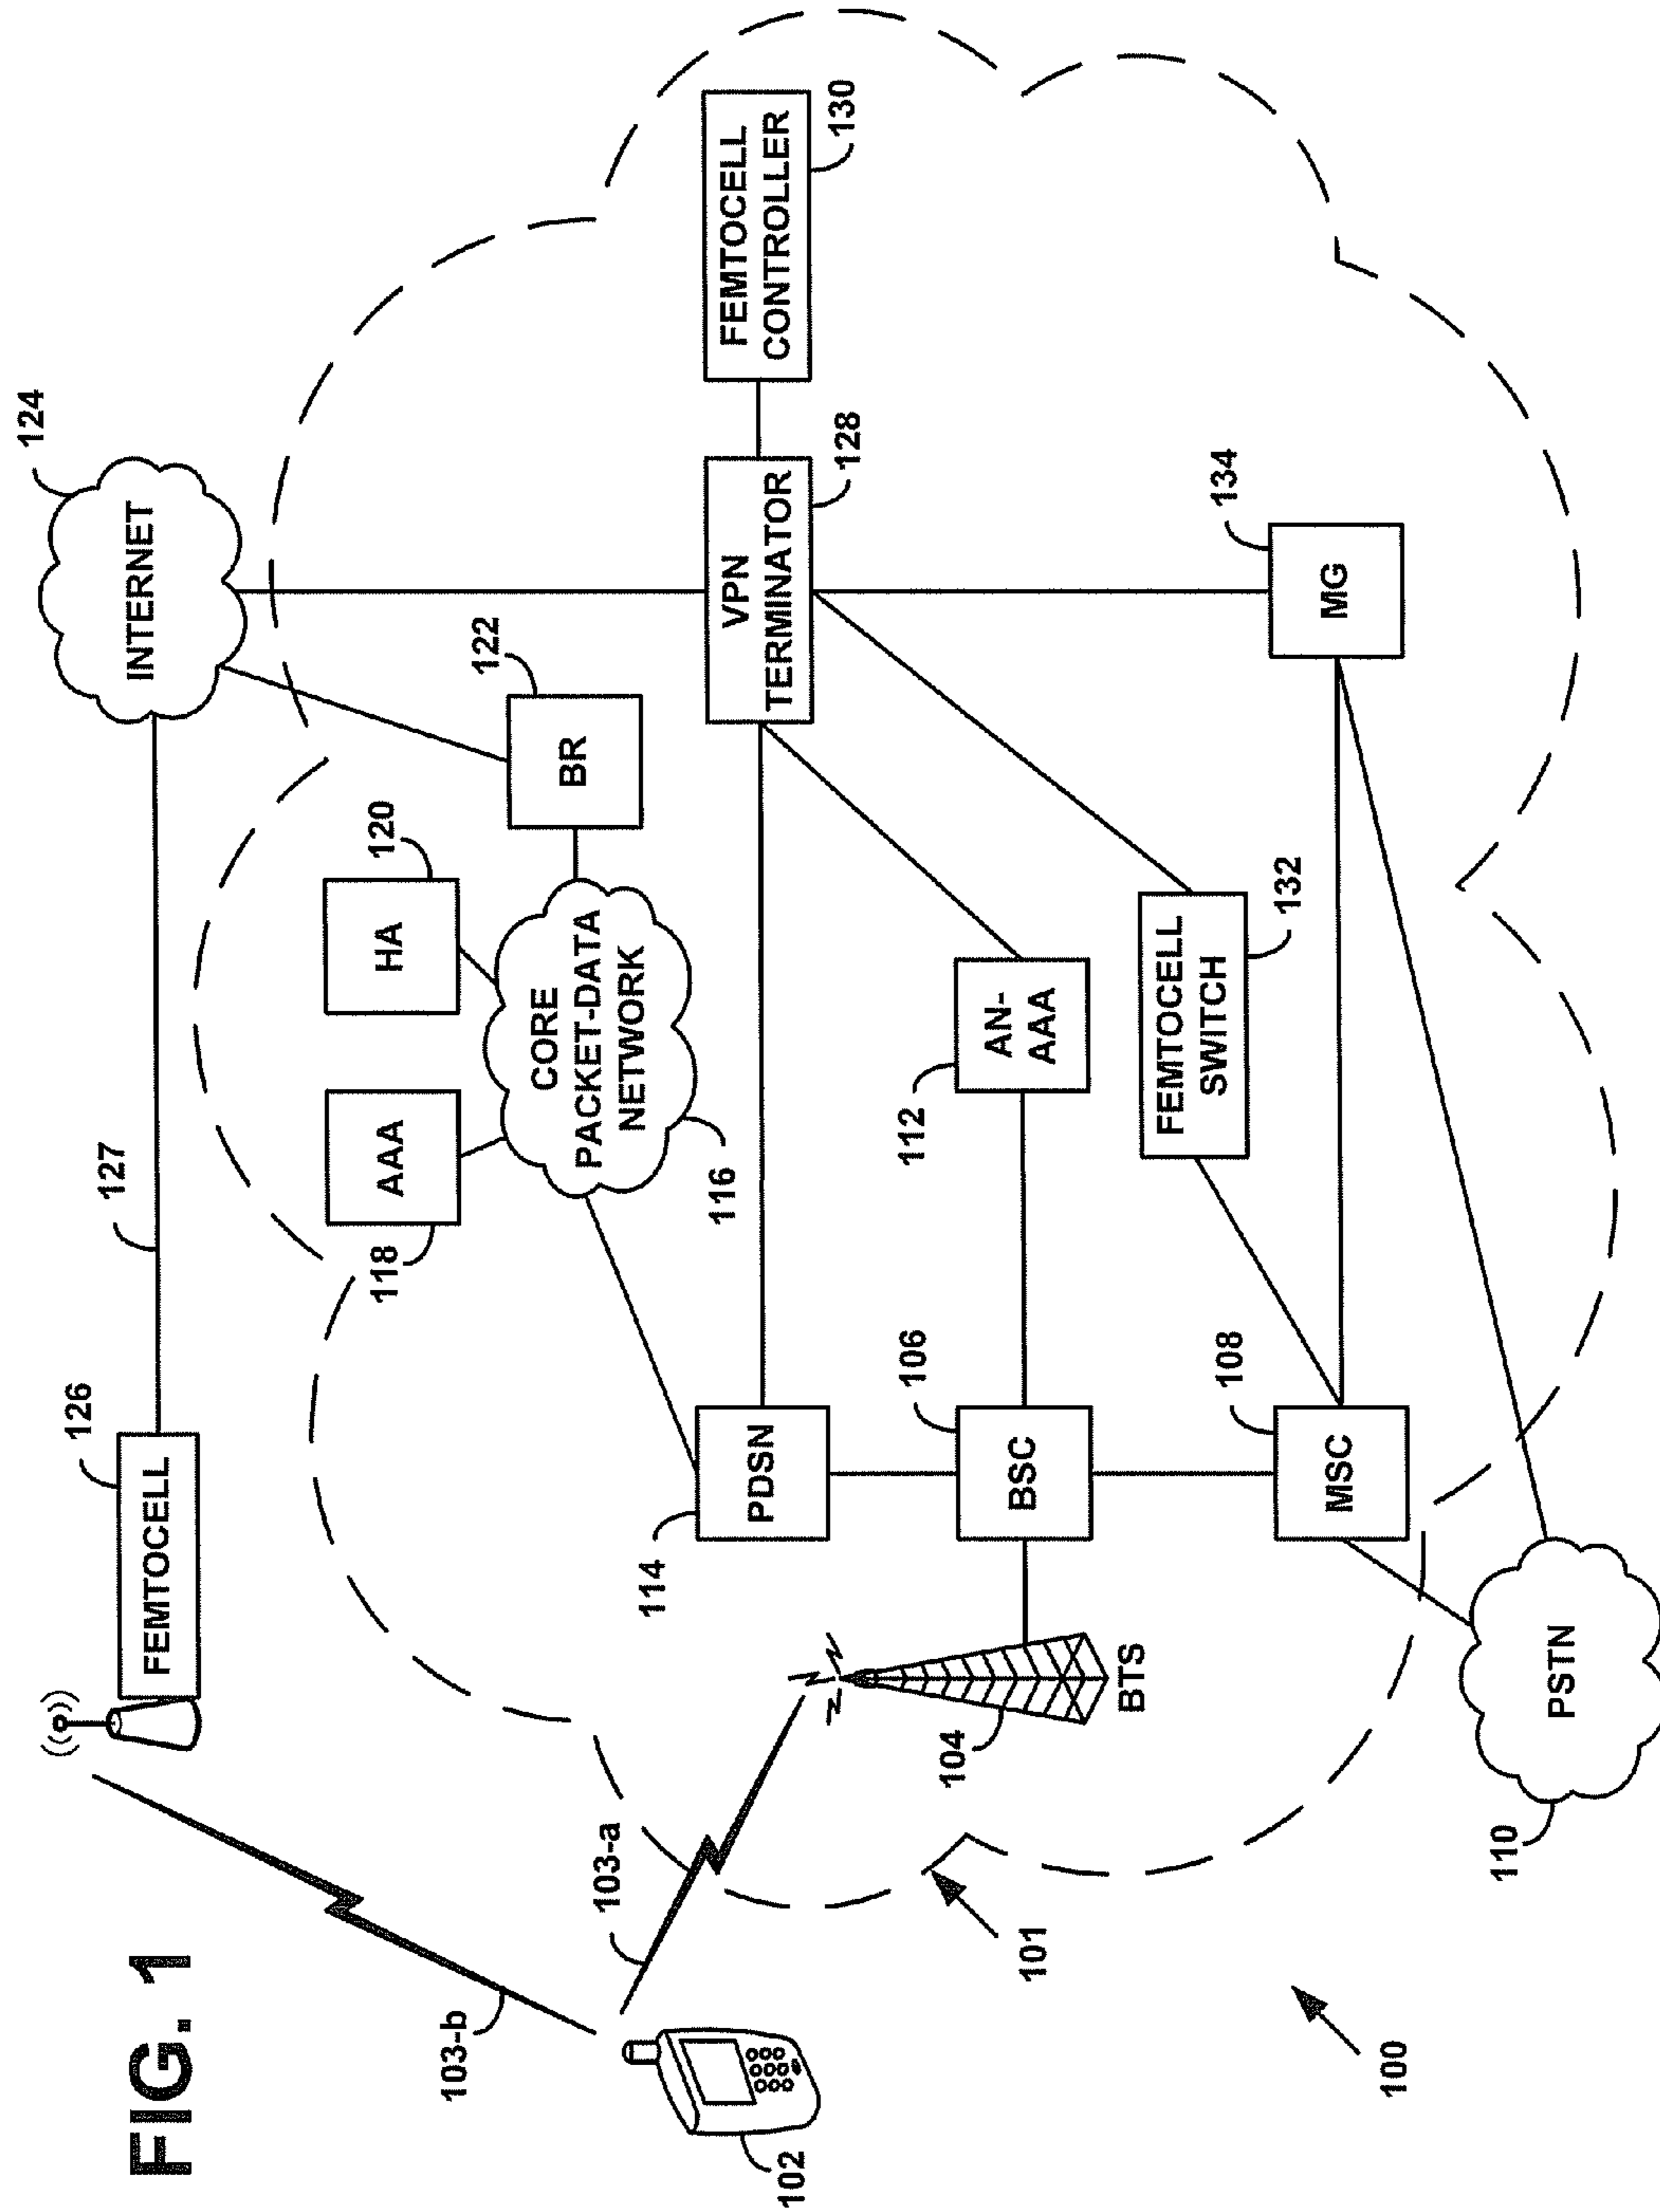 FIG. 1
126
FEMTOCELL
127
INTERNET
124
103-b
118
AAA
HA
120
CORE
PACKET-DATA
NETWORK
116
BR
122
103-a
102
114
PDSN
VPN
TERMINATOR
128
FEMTOCELL
CONTROLLER
130
101
104
BTS
BSC
106
112
AN-
AAA
FEMTOCELL
SWITCH
132
MSC
108
MG
134
100
110
PSTN